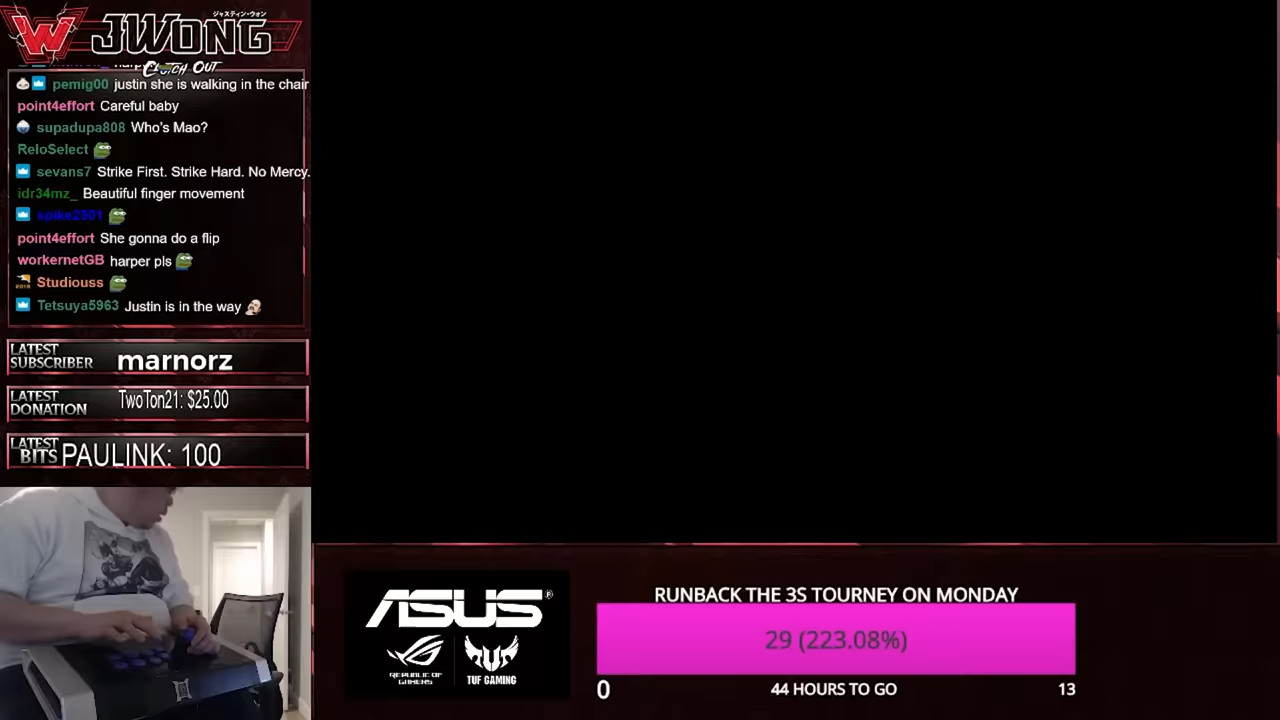 ジャスティン・ウォン
JWONG
CLUTCH OUT
pemig00 justin she is walking in the chair
point4effort Careful baby
supadupa808 Who's Mao?
ReloSelect
sevans7 Strike First. Strike Hard. No Mercy.
idr34mz_ Beautiful finger movement
spike2901
point4effort She gonna do a flip
workernetGB harper pls
Studiouss
Tetsuya5963 Justin is in the way
LATEST SUBSCRIBER marnorz
LATEST DONATION TwoTon21: $25.00
LATEST BITS PAULINK: 100
ASUS®
REPUBLIC OF GAMERS
TUF GAMING
RUNBACK THE 3S TOURNEY ON MONDAY
29 (223.08%)
0 44 HOURS TO GO 13